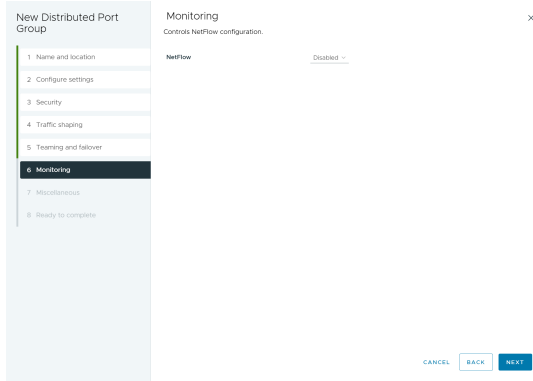 New Distributed Port
Group
1 Name and location
2 Configure settings
3 Security
4 Traffic shaping
5 Teaming and failover
6 Monitoring
7 Miscellaneous
8 Ready to complete
Monitoring
Controls NetFlow configuration.
NetFlow Disabled
CANCEL BACK NEXT